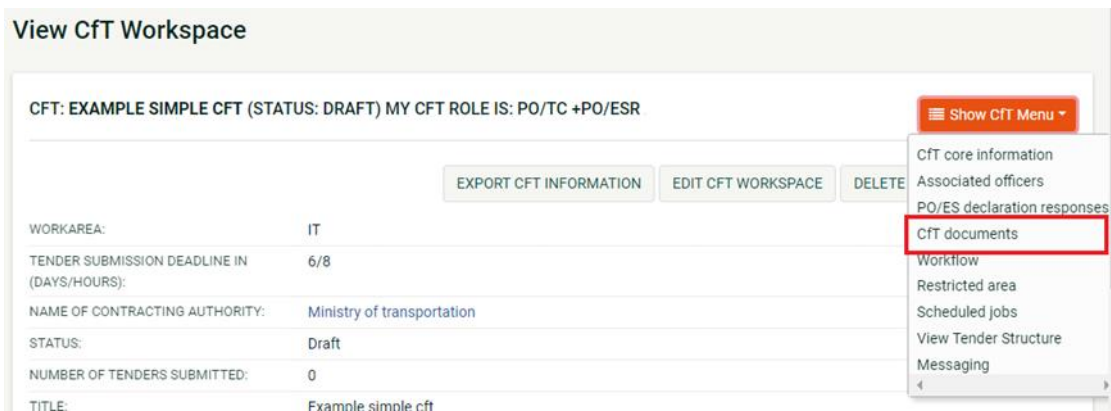 View CfT Workspace
CFT: EXAMPLE SIMPLE CFT (STATUS: DRAFT) MY CFT ROLE IS: PO/TC +PO/ESR
Show CfT Menu
EXPORT CFT INFORMATION
EDIT CFT WORKSPACE
DELETE
CfT core information
Associated officers
PO/ES declaration responses
CfT documents
Workflow
Restricted area
Scheduled jobs
View Tender Structure
Messaging
WORKAREA: IT
TENDER SUBMISSION DEADLINE IN 6/8
(DAYS/HOURS):
NAME OF CONTRACTING AUTHORITY: Ministry of transportation
STATUS: Draft
NUMBER OF TENDERS SUBMITTED: 0
TITLE: Example simple cft